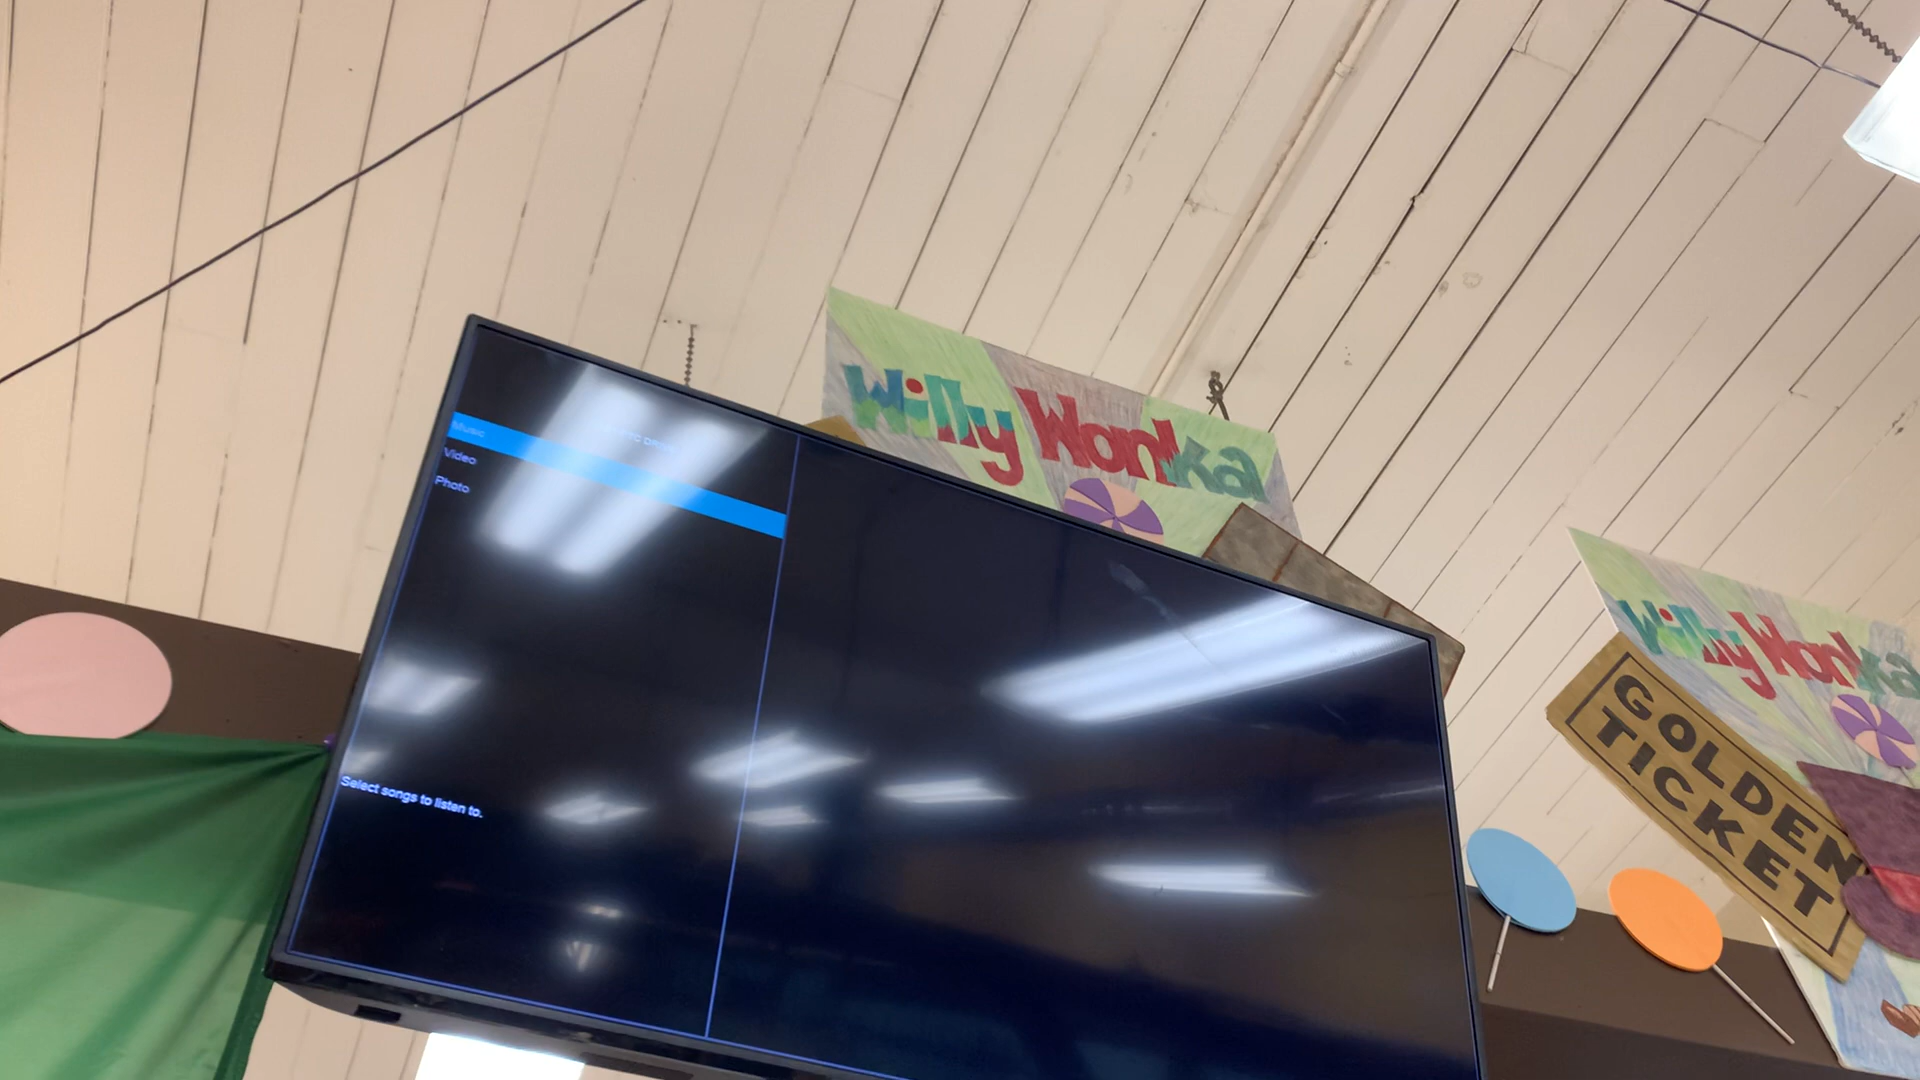 Willy Wonka
Music
Video
Photo
Select songs to listen to.
Willy Wonka
GOLDEN
TICKET